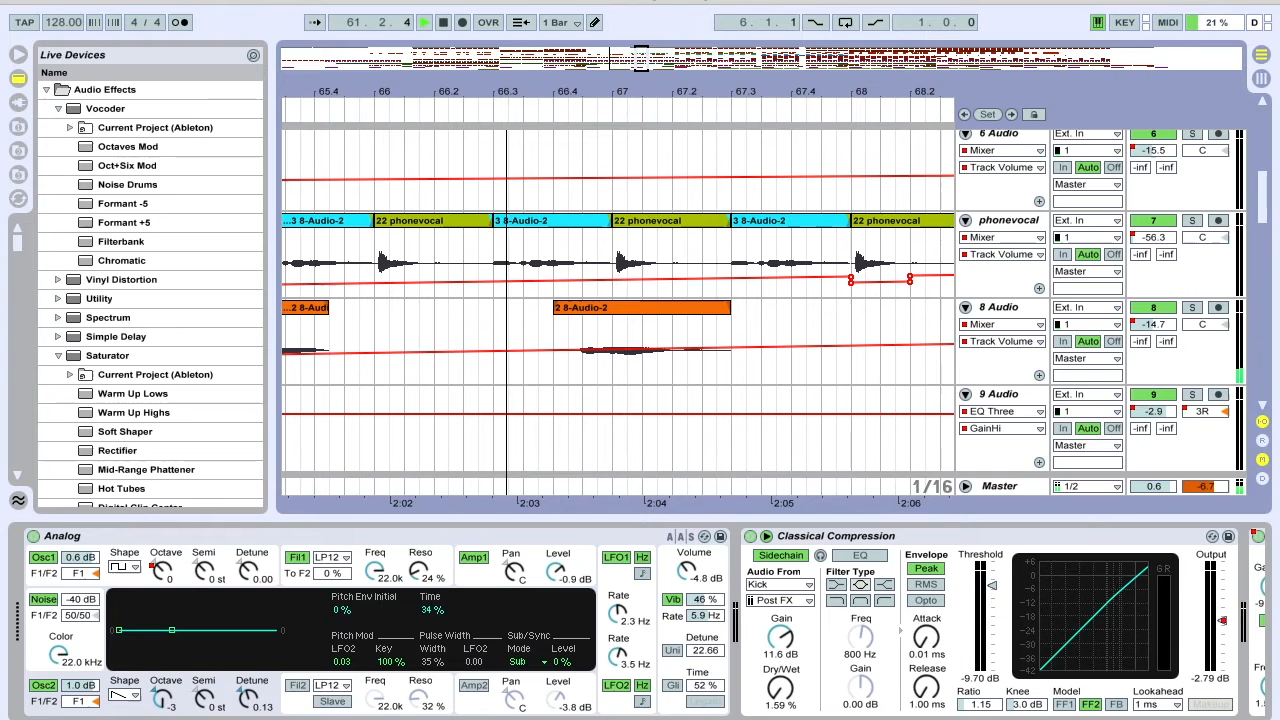 TAP 128.00 4 / 4 61. 2. 4 OVR 1 Bar 6. 1. 1 1. 0. 0 KEY MIDI 21 % D
Live Devices
Name
Audio Effects
Vocoder
Current Project (Ableton)
Octaves Mod
Oct+Six Mod
Noise Drums
Formant -5
Formant +5
Filterbank
Chromatic
Vinyl Distortion
Utility
Spectrum
Simple Delay
Saturator
Current Project (Ableton)
Warm Up Lows
Warm Up Highs
Soft Shaper
Rectifier
Mid-Range Phattener
Hot Tubes
Digital Clip Center
65.4 66 66.2 66.3 66.4 67 67.2 67.3 67.4 68 68.2
Set
6 Audio Ext. In 6 S
Mixer 1 -15.5 C
Track Volume In Auto Off -inf -inf
Master
...3 8-Audio-2 22 phonevocal 3 8-Audio-2 22 phonevocal 3 8-Audio-2 22 phonevocal
phonevocal Ext. In 7 S
Mixer 1 -56.3 C
Track Volume In Auto Off -inf -inf
Master
...2 8-Audi 2 8-Audio-2
8 Audio Ext. In 8 S
Mixer 1 -14.7 C
Track Volume In Auto Off -inf -inf
Master
9 Audio Ext. In 9 S
EQ Three 1 -2.9 3R
GainHi In Auto Off -inf -inf
Master
1/16 Master 1/2 0.6 -6.7
2:02 2:03 2:04 2:05 2:06
Analog A A S
Osc1 0.6 dB Shape Octave Semi Detune
F1/F2 F1 0 0 st 0.00
Fil1 LP12 Freq Reso
To F2 0 % 22.0k 24 %
Amp1 Pan Level
C -0.9 dB
LFO1 Hz
Volume
-4.8 dB
Noise -40 dB
F1/F2 50/50
Color
22.0 kHz
0 0
Pitch Env Initial Time
0 % 34 %
Pitch Mod Pulse Width Sub/Sync
LFO2 Key Width LFO2 Mode Level
0.03 100 % 35 % 0.00 Sub 0 %
Rate
2.3 Hz
Rate
3.5 Hz
Vib 46 %
Rate 5.9 Hz
Detune
Uni 22.66
Time
Gli 52 %
Legato
Osc2 1.0 dB Shape Octave Semi Detune
F1/F2 F1 -3 0 st 0.13
Fil2 LP12 Freq Reso
Slave 22.0k 32 %
Amp2 Pan Level
C -3.8 dB
LFO2 Hz
Classical Compression
Sidechain EQ
Audio From Filter Type
Kick
Post FX
Gain Freq
11.6 dB 800 Hz
Dry/Wet Gain
1.59 % 0.00 dB
Envelope
Peak
RMS
Opto
Attack
0.01 ms
Release
1.00 ms
Threshold
-9.70 dB
+6
0
-6
-12
-18
-24
-30
-36
-42
GR
Output
-2.79 dB
Ratio Knee Model Lookahead
1.15 3.0 dB FF1 FF2 FB 1 ms Makeup